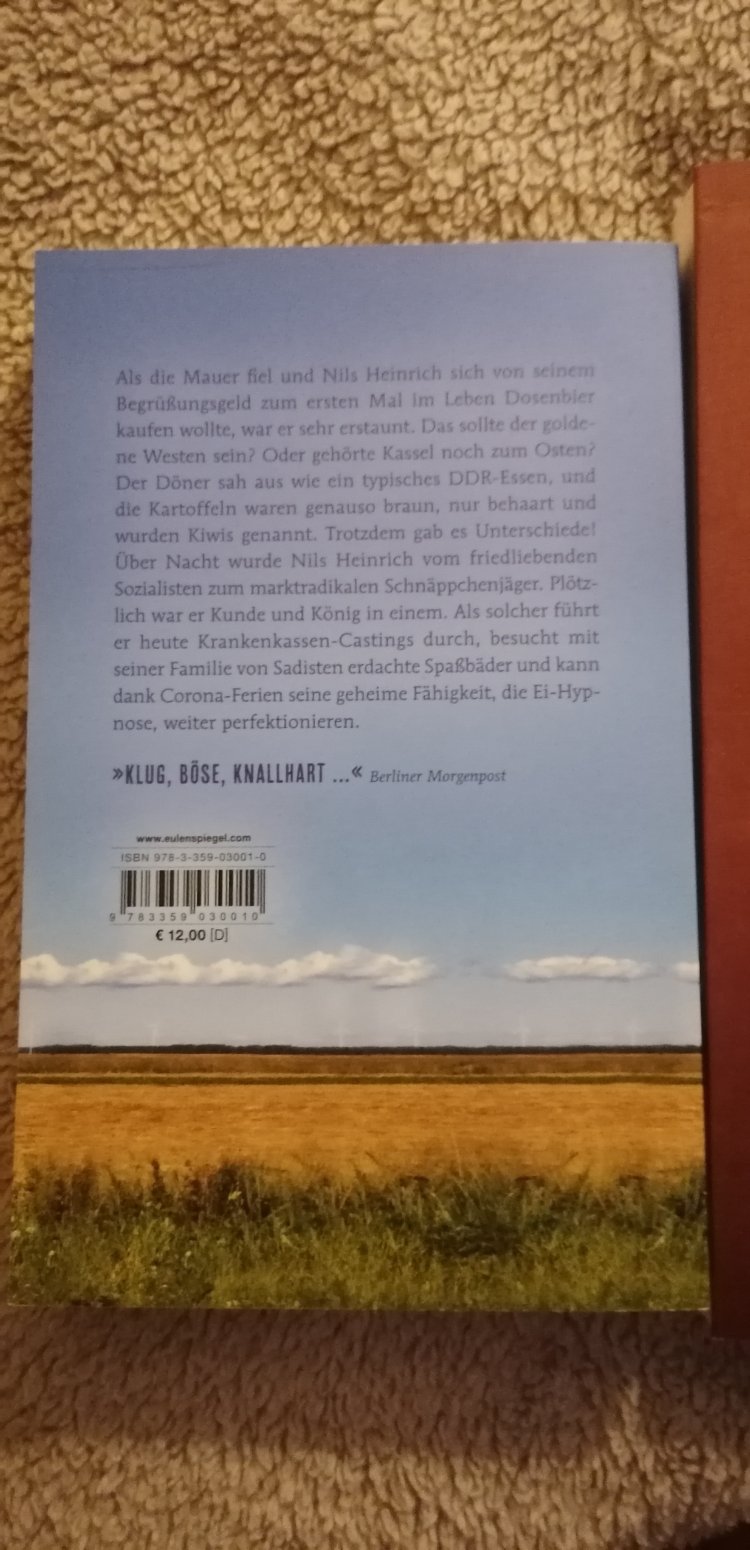 Als die Mauer fiel und Nils Heinrich sich von seinem
Begrüßungsgeld zum ersten Mal im Leben Dosenbier
kaufen wollte, war er sehr erstaunt. Das sollte der golde-
ne Westen sein? Oder gehörte Kassel noch zum Osten?
Der Döner sah aus wie ein typisches DDR-Essen, und
die Kartoffeln waren genauso braun, nur behaart und
wurden Kiwis genannt. Trotzdem gab es Unterschiede!
Über Nacht wurde Nils Heinrich vom friedliebenden
Sozialisten zum marktradikalen Schnäppchenjäger. Plötz-
lich war er Kunde und König in einem. Als solcher führt
er heute Krankenkassen-Castings durch, besucht mit
seiner Familie von Sadisten erdachte Spaßbäder und kann
dank Corona-Ferien seine geheime Fähigkeit, die Ei-Hyp-
nose, weiter perfektionieren.
»KLUG, BÖSE, KNALLHART ...« Berliner Morgenpost
www.eulenspiegel.com
ISBN 978-3-359-03001-0
9 783359 030010
€ 12,00 [D]